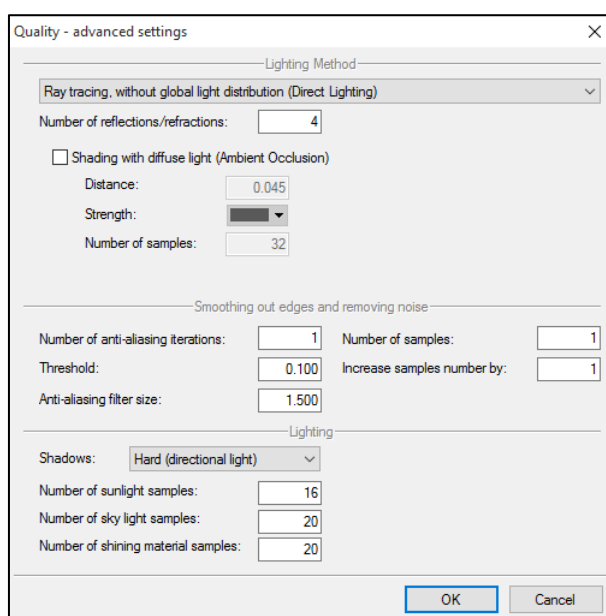 Quality - advanced settings
Lighting Method
Ray tracing, without global light distribution (Direct Lighting)
Number of reflections/refractions: 4
Shading with diffuse light (Ambient Occlusion)
Distance: 0.045
Strength:
Number of samples: 32
Smoothing out edges and removing noise
Number of anti-aliasing iterations: 1 Number of samples: 1
Threshold: 0.100 Increase samples number by: 1
Anti-aliasing filter size: 1.500
Lighting
Shadows: Hard (directional light)
Number of sunlight samples: 16
Number of sky light samples: 20
Number of shining material samples: 20
OK Cancel